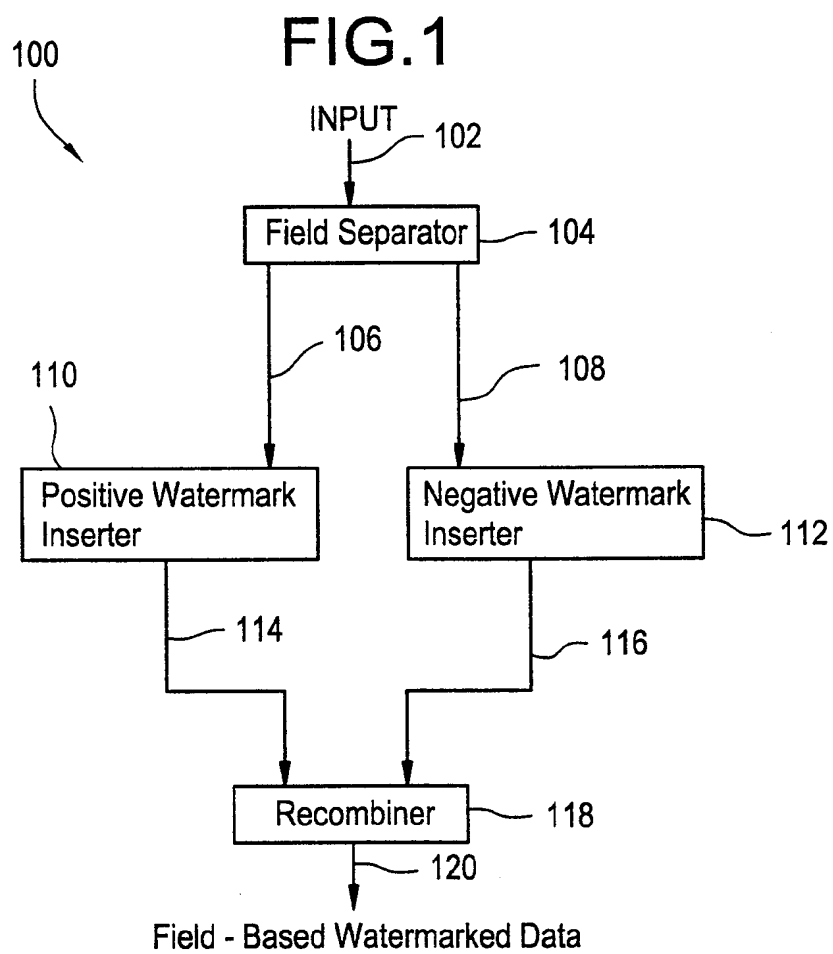 FIG.1
100
INPUT
102
Field Separator
104
106
108
110
Positive Watermark
Inserter
Negative Watermark
Inserter
112
114
116
Recombiner
118
120
Field - Based Watermarked Data